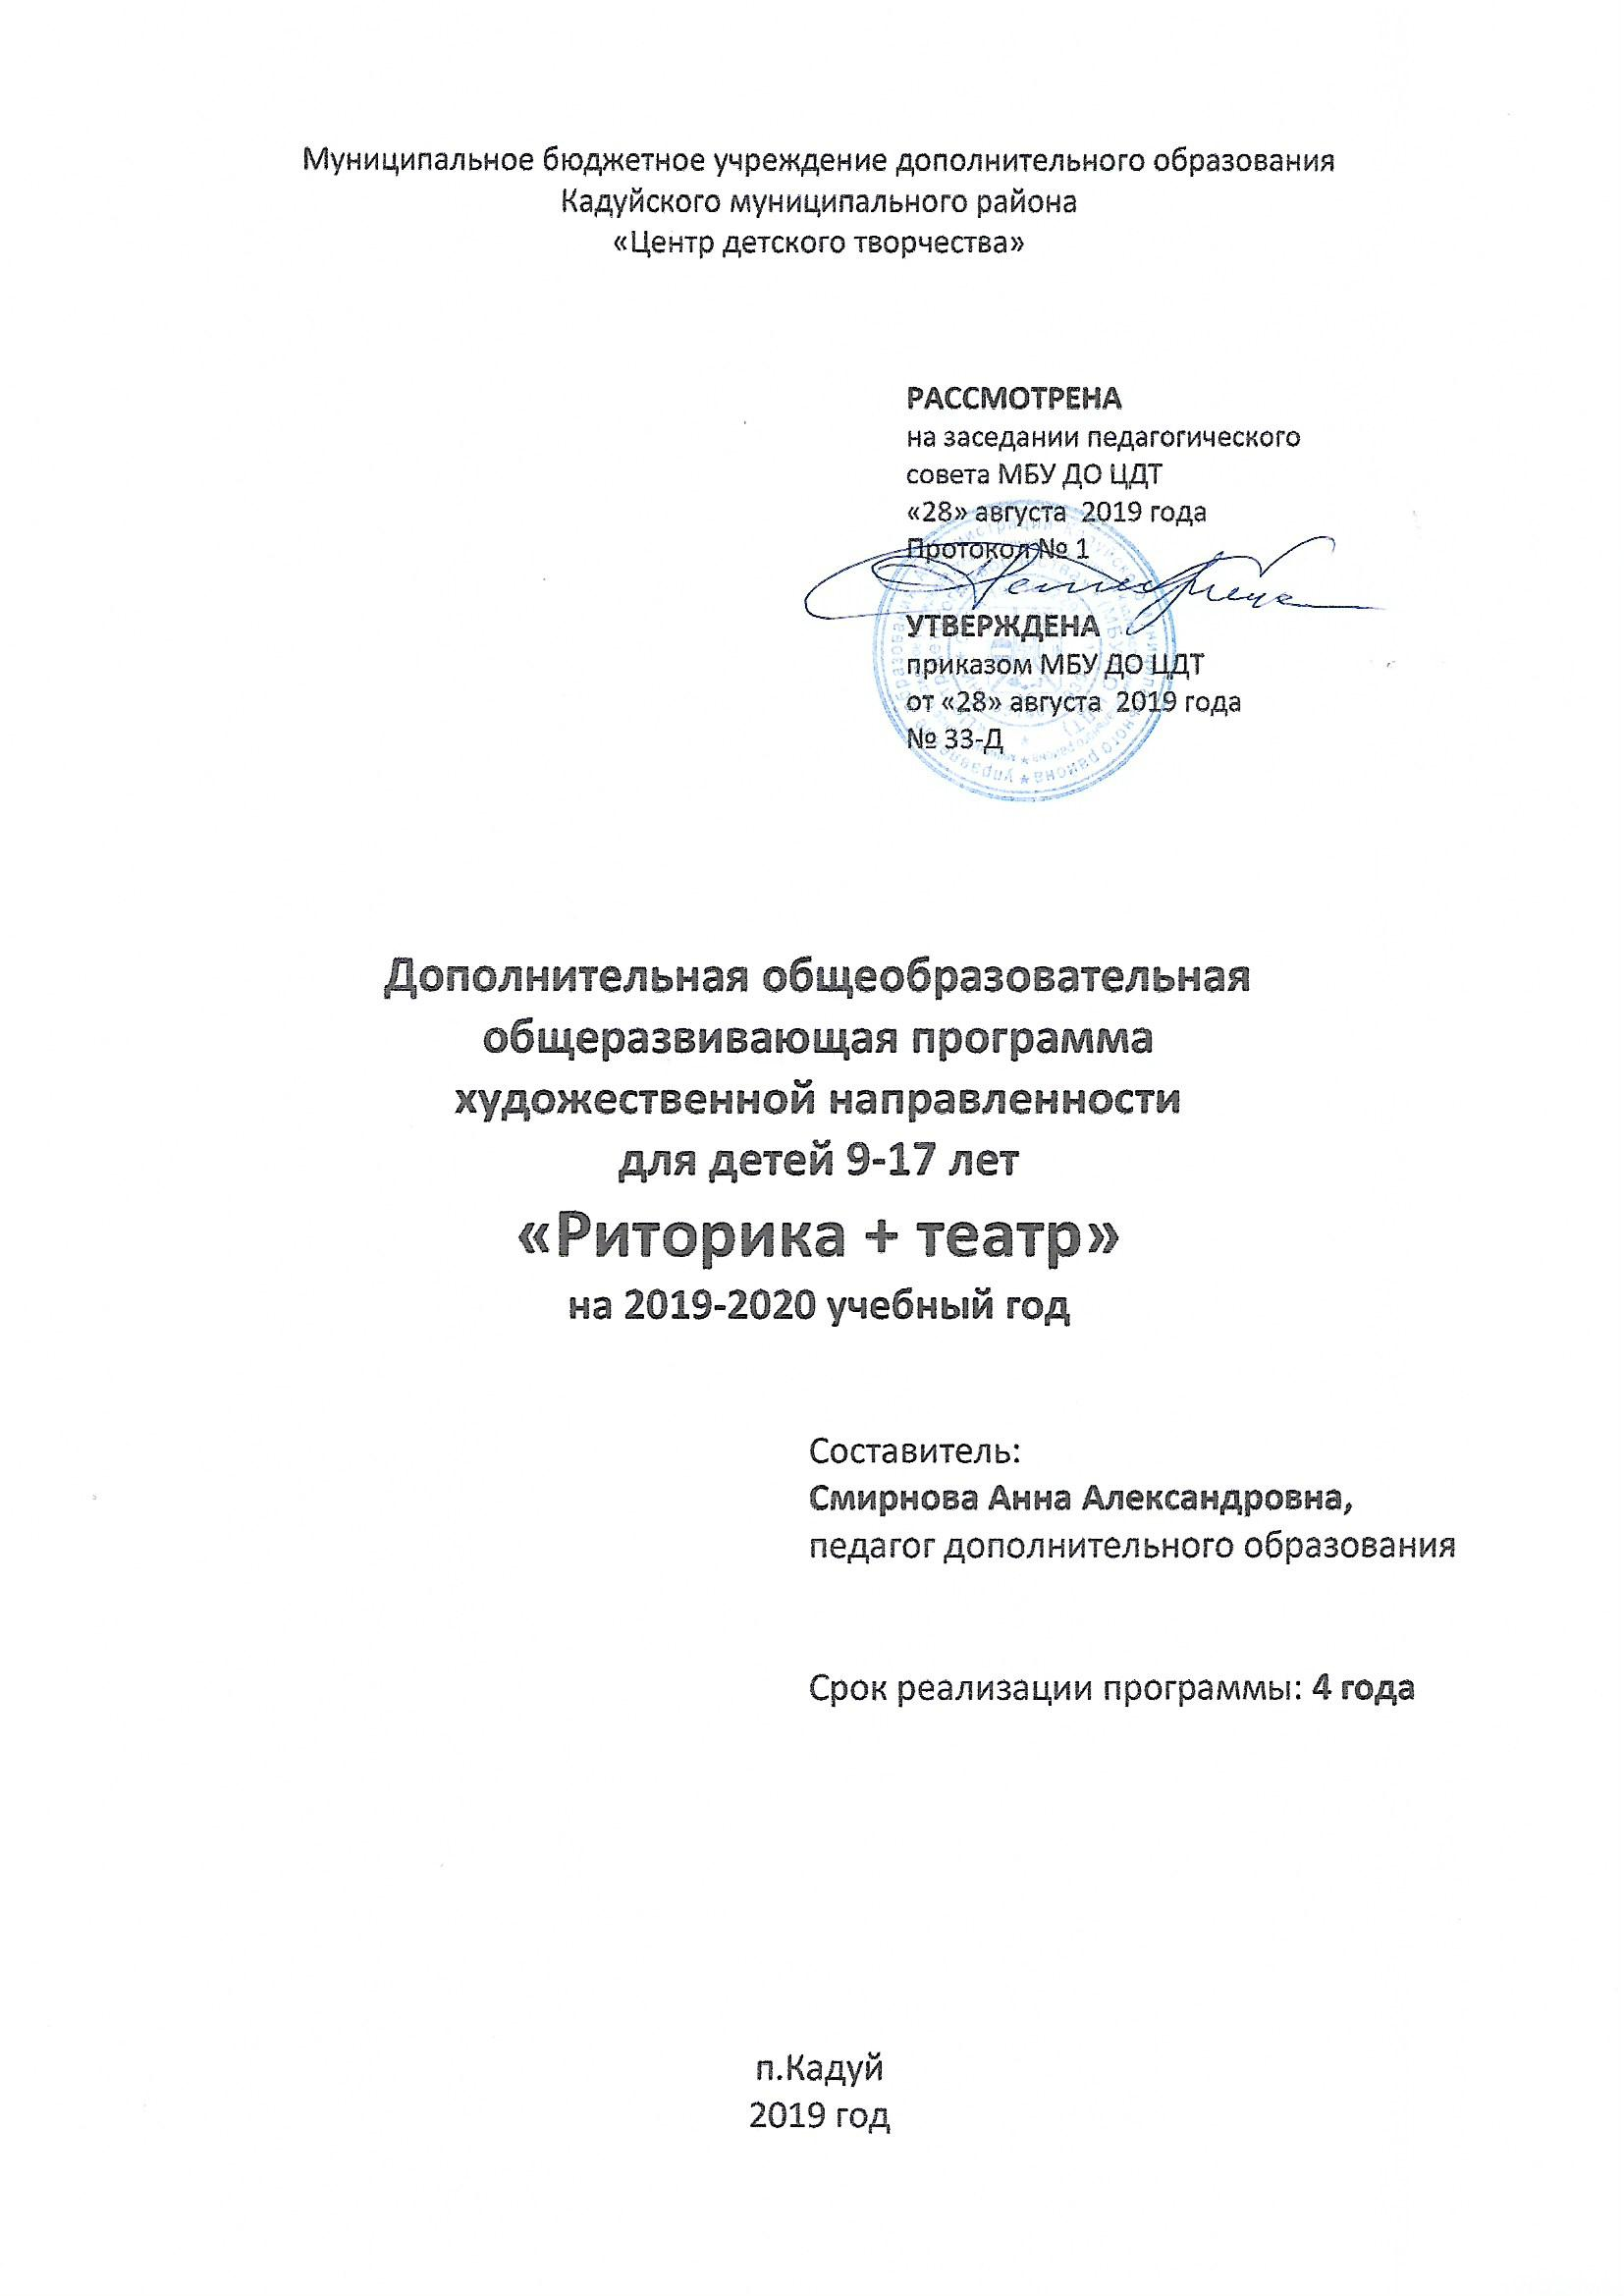 Муниципальное бюджетное учреждение дополнительного образования
Кадуйского муниципального района
«Центр детского творчества»
РАССМОТРЕНА
на заседании педагогического
совета МБУ ДО ЦДТ
«28» августа 2019 года
Протокол № 1
УТВЕРЖДЕНА
приказом МБУ ДО ЦДТ
от «28» августа 2019 года
№ 33-Д
Дополнительная общеобразовательная
общеразвивающая программа
художественной направленности
для детей 9-17 лет
«Риторика + театр»
на 2019-2020 учебный год
Составитель:
Смирнова Анна Александровна,
педагог дополнительного образования
Срок реализации программы: 4 года
п.Кадуй
2019 год